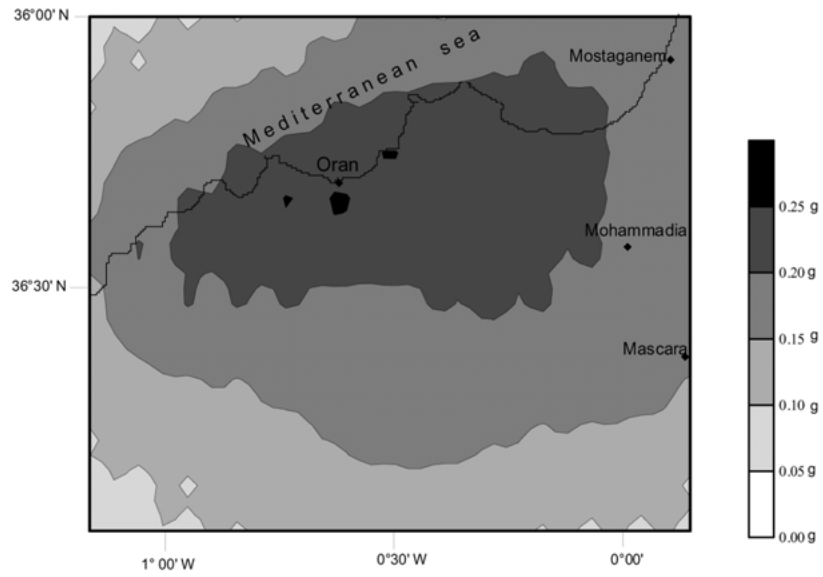 36°00' N
Mediterranean sea
Mostaganem
Oran
Mohammadia
36°30' N
Mascara
0.25 g
0.20 g
0.15 g
0.10 g
0.05 g
0.00 g
1° 00' W
0°30' W
0°00'